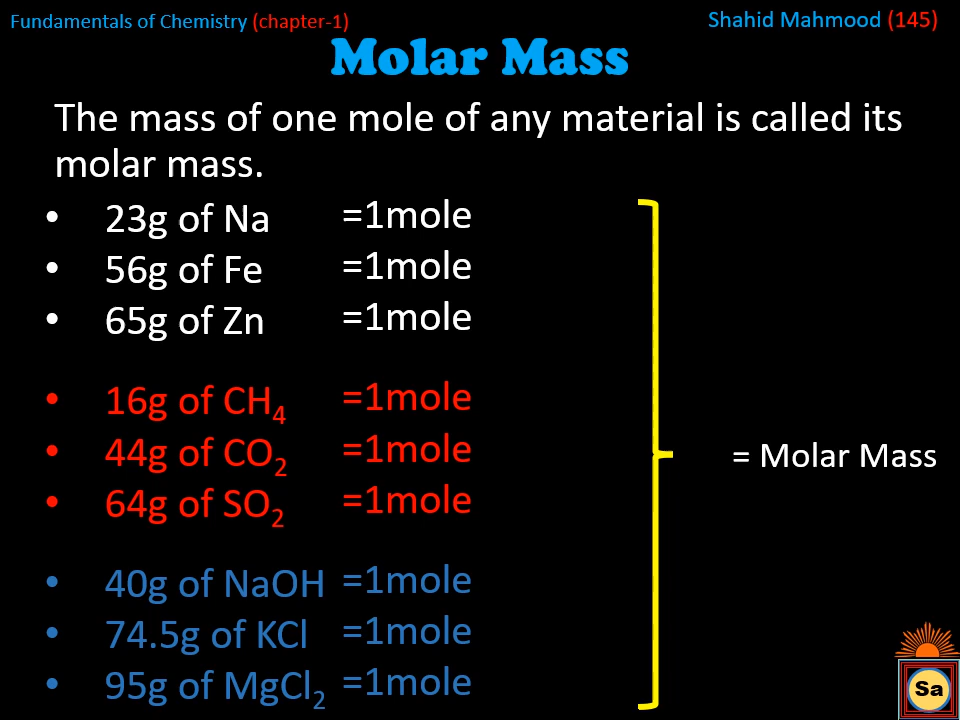 Fundamentals of Chemistry (chapter-1)
Shahid Mahmood (145)
Molar Mass
The mass of one mole of any material is called its
molar mass.
• 23g of Na =1mole
• 56g of Fe =1mole
• 65g of Zn =1mole
• 16g of CH₄ =1mole
• 44g of CO₂ =1mole
• 64g of SO₂ =1mole
= Molar Mass
• 40g of NaOH =1mole
• 74.5g of KCl =1mole
• 95g of MgCl₂ =1mole
Sa